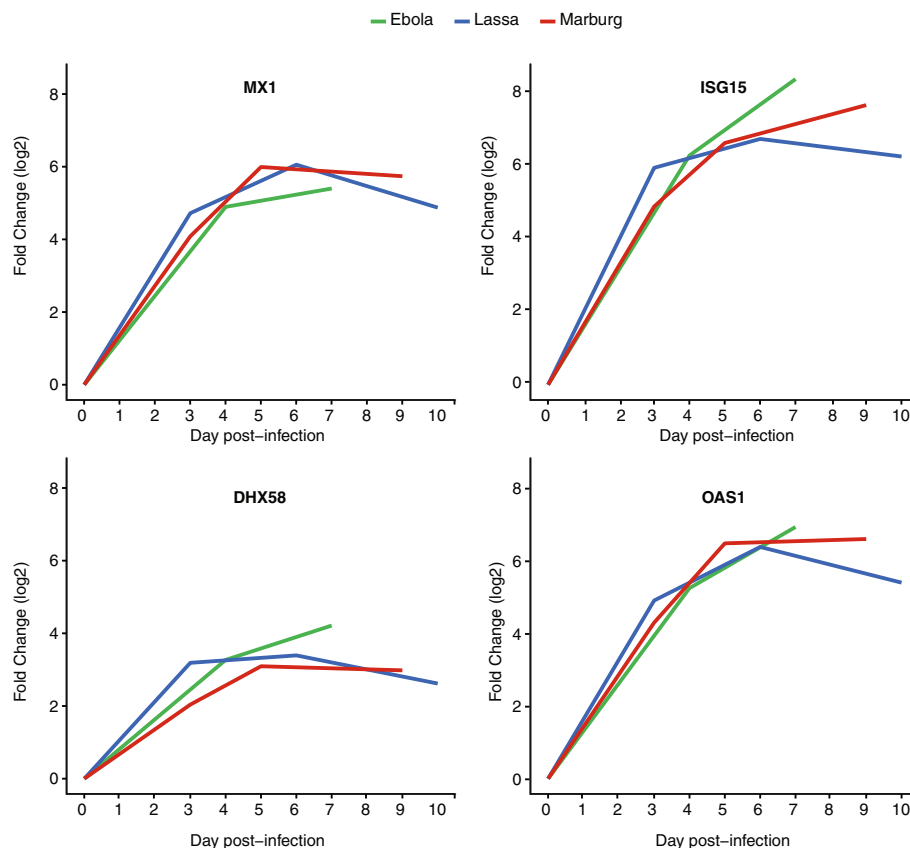 Ebola Lassa Marburg
MX1
8
6
4
2
0
Fold Change (log2)
0 1 2 3 4 5 6 7 8 9 10
Day post−infection
ISG15
8
6
4
2
0
Fold Change (log2)
0 1 2 3 4 5 6 7 8 9 10
Day post−infection
DHX58
8
6
4
2
0
Fold Change (log2)
0 1 2 3 4 5 6 7 8 9 10
Day post−infection
OAS1
8
6
4
2
0
Fold Change (log2)
0 1 2 3 4 5 6 7 8 9 10
Day post−infection